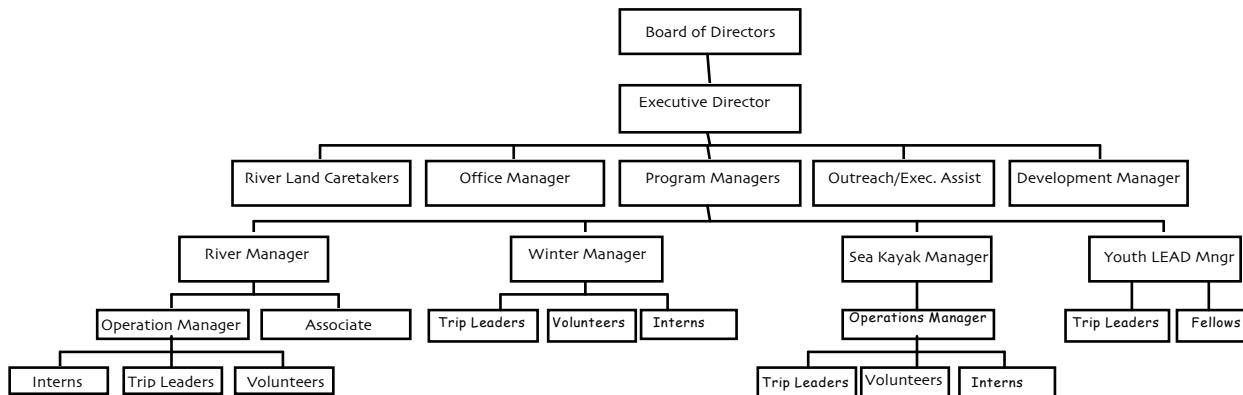 Board of Directors
Executive Director
River Land Caretakers
Office Manager
Program Managers
Outreach/Exec. Assist
Development Manager
River Manager
Winter Manager
Sea Kayak Manager
Youth LEAD Mngr
Operation Manager
Associate
Trip Leaders
Volunteers
Interns
Operations Manager
Trip Leaders
Fellows
Interns
Trip Leaders
Volunteers
Trip Leaders
Volunteers
Interns